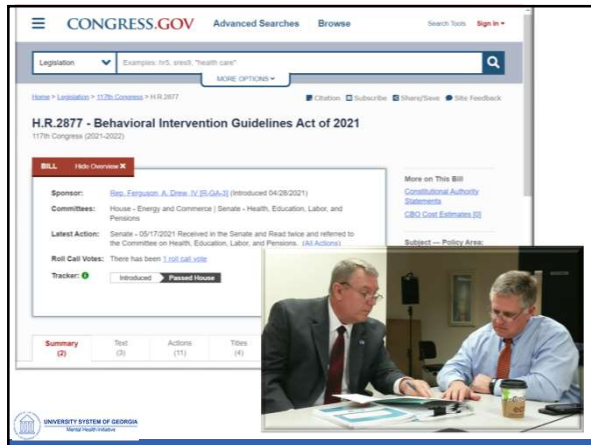 CONGRESS.GOV Advanced Searches Browse Search Tools Sign In
Legislation Examples: hr5, sres9, "health care"
MORE OPTIONS
Home > Legislation > 117th Congress > H.R.2877 Citation Subscribe Share/Save Site Feedback
H.R.2877 - Behavioral Intervention Guidelines Act of 2021
117th Congress (2021-2022)
BILL Hide Overview X
More on This Bill
Sponsor: Rep. Ferguson, A. Drew, IV [R-GA-3] (Introduced 04/28/2021)
Constitutional Authority
Statements
Committees: House - Energy and Commerce | Senate - Health, Education, Labor, and
Pensions
CBO Cost Estimates [0]
Latest Action: Senate - 05/17/2021 Received in the Senate and Read twice and referred to
the Committee on Health, Education, Labor, and Pensions. (All Actions)
Subject — Policy Area:
Roll Call Votes: There has been 1 roll call vote
Tracker: Introduced Passed House
Summary Text Actions Titles
(2) (3) (11) (4)
UNIVERSITY SYSTEM OF GEORGIA
Mental Health Initiative